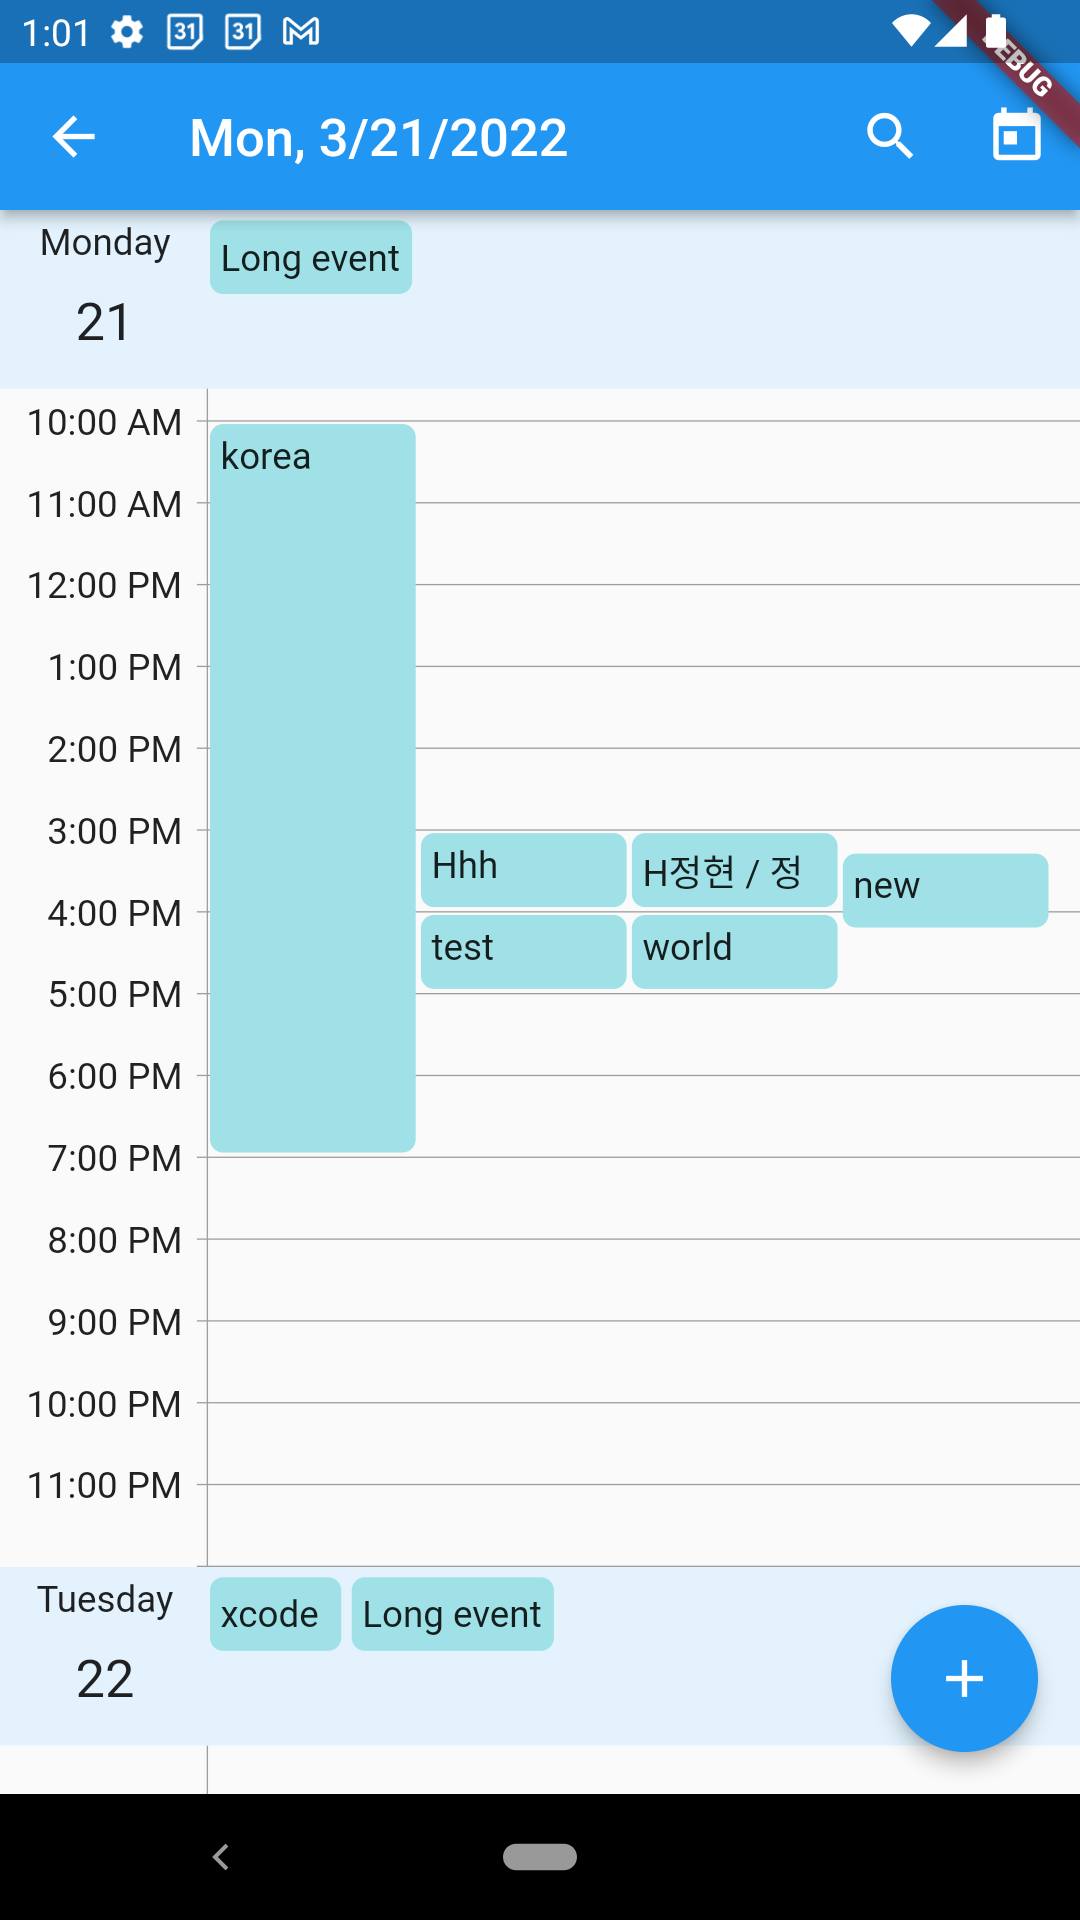 1:01 31 31
DEBUG
Mon, 3/21/2022
Monday
21
Long event
10:00 AM
korea
11:00 AM
12:00 PM
1:00 PM
2:00 PM
3:00 PM
Hhh
H정현 / 정
new
4:00 PM
test
world
5:00 PM
6:00 PM
7:00 PM
8:00 PM
9:00 PM
10:00 PM
11:00 PM
Tuesday
22
xcode
Long event